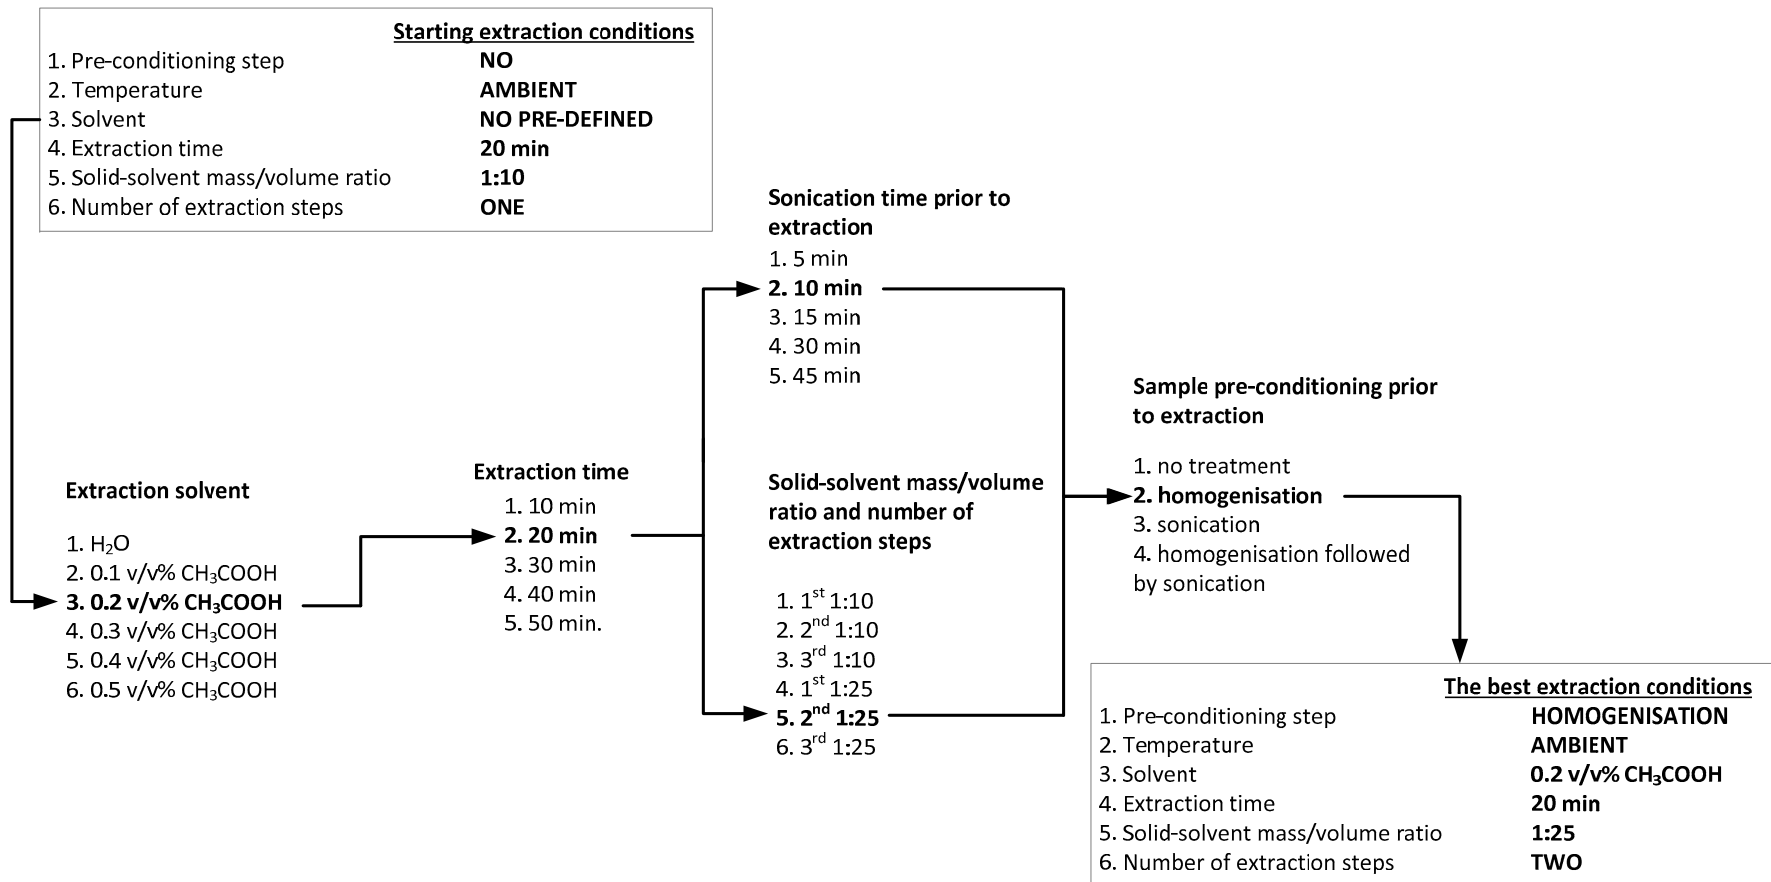 Starting extraction conditions
1. Pre-conditioning step NO
2. Temperature AMBIENT
3. Solvent NO PRE-DEFINED
4. Extraction time 20 min
5. Solid-solvent mass/volume ratio 1:10
6. Number of extraction steps ONE
Extraction solvent
1. H₂O
2. 0.1 v/v% CH₃COOH
3. 0.2 v/v% CH₃COOH
4. 0.3 v/v% CH₃COOH
5. 0.4 v/v% CH₃COOH
6. 0.5 v/v% CH₃COOH
Extraction time
1. 10 min
2. 20 min
3. 30 min
4. 40 min
5. 50 min.
Sonication time prior to
extraction
1. 5 min
2. 10 min
3. 15 min
4. 30 min
5. 45 min
Solid-solvent mass/volume
ratio and number of
extraction steps
1. 1st 1:10
2. 2nd 1:10
3. 3rd 1:10
4. 1st 1:25
5. 2nd 1:25
6. 3rd 1:25
Sample pre-conditioning prior
to extraction
1. no treatment
2. homogenisation
3. sonication
4. homogenisation followed
by sonication
The best extraction conditions
1. Pre-conditioning step HOMOGENISATION
2. Temperature AMBIENT
3. Solvent 0.2 v/v% CH₃COOH
4. Extraction time 20 min
5. Solid-solvent mass/volume ratio 1:25
6. Number of extraction steps TWO